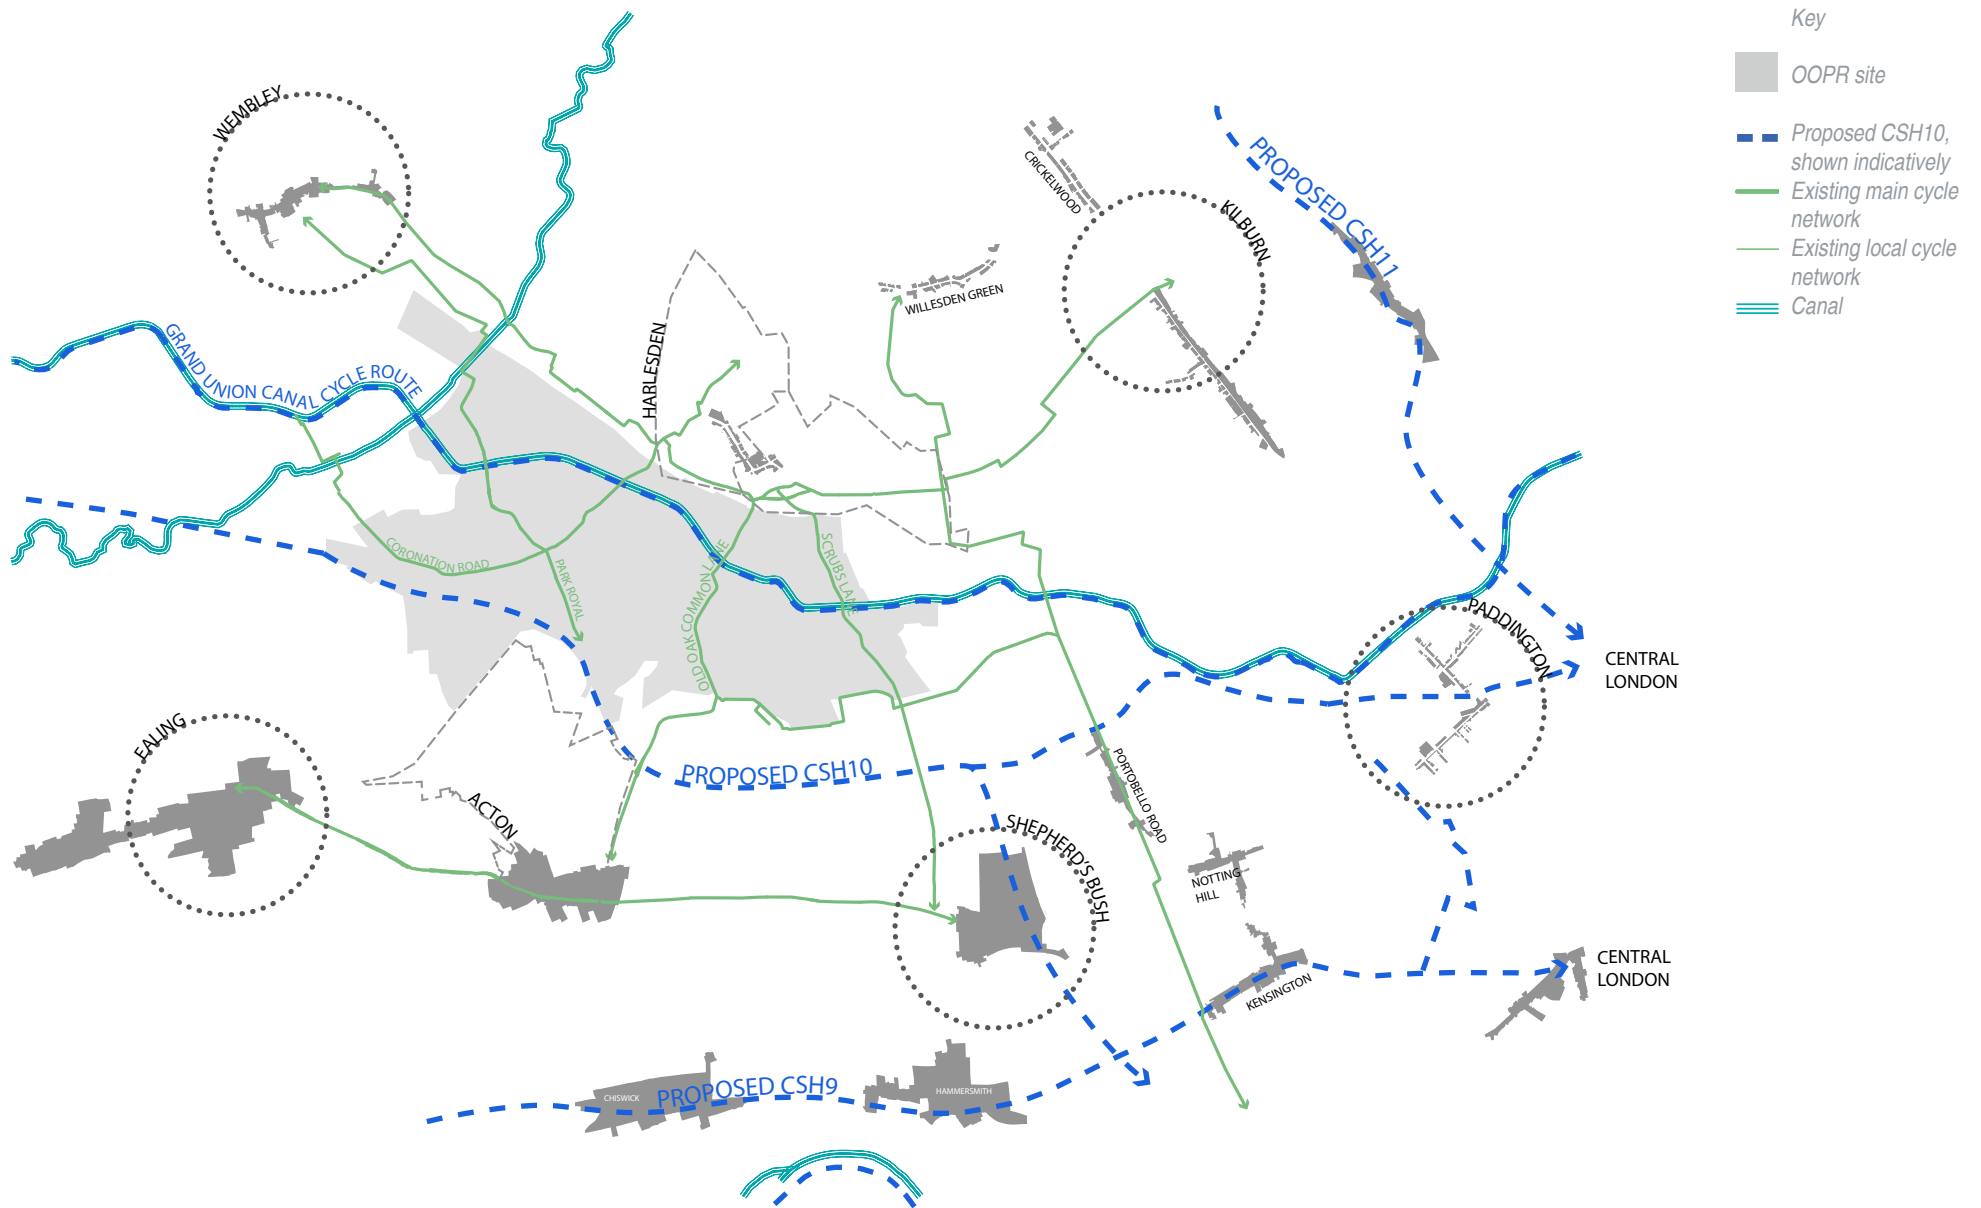 Key
OOPR site
Proposed CSH10,
shown indicatively
Existing main cycle
network
Existing local cycle
network
Canal
WEMBLEY
CRICKELWOOD
PROPOSED CSH11
KILBURN
WILLESDEN GREEN
HARLESDEN
GRAND UNION CANAL CYCLE ROUTE
CORONATION ROAD
PARK ROYAL
OLD OAK COMMON LANE
SCRUBS LANE
PADDINGTON
CENTRAL
LONDON
EALING
ACTON
PROPOSED CSH10
PORTOBELLO ROAD
SHEPHERD'S BUSH
NOTTING
HILL
KENSINGTON
CENTRAL
LONDON
CHISWICK
PROPOSED CSH9
HAMMERSMITH